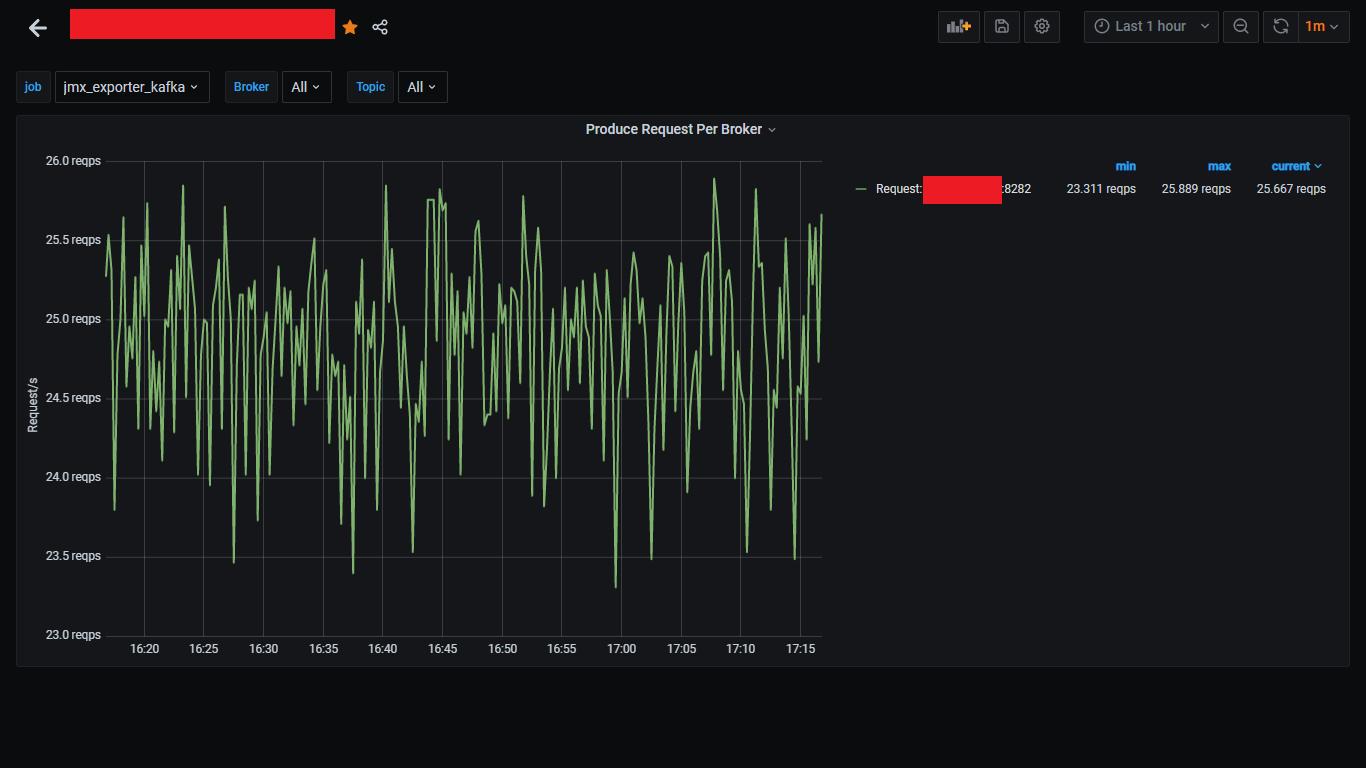 Last 1 hour 1m
job jmx_exporter_kafka Broker All Topic All
Produce Request Per Broker
min max current
Request: :8282 23.311 reqps 25.889 reqps 25.667 reqps
26.0 reqps
25.5 reqps
25.0 reqps
24.5 reqps
24.0 reqps
23.5 reqps
23.0 reqps
Request/s
16:20 16:25 16:30 16:35 16:40 16:45 16:50 16:55 17:00 17:05 17:10 17:15